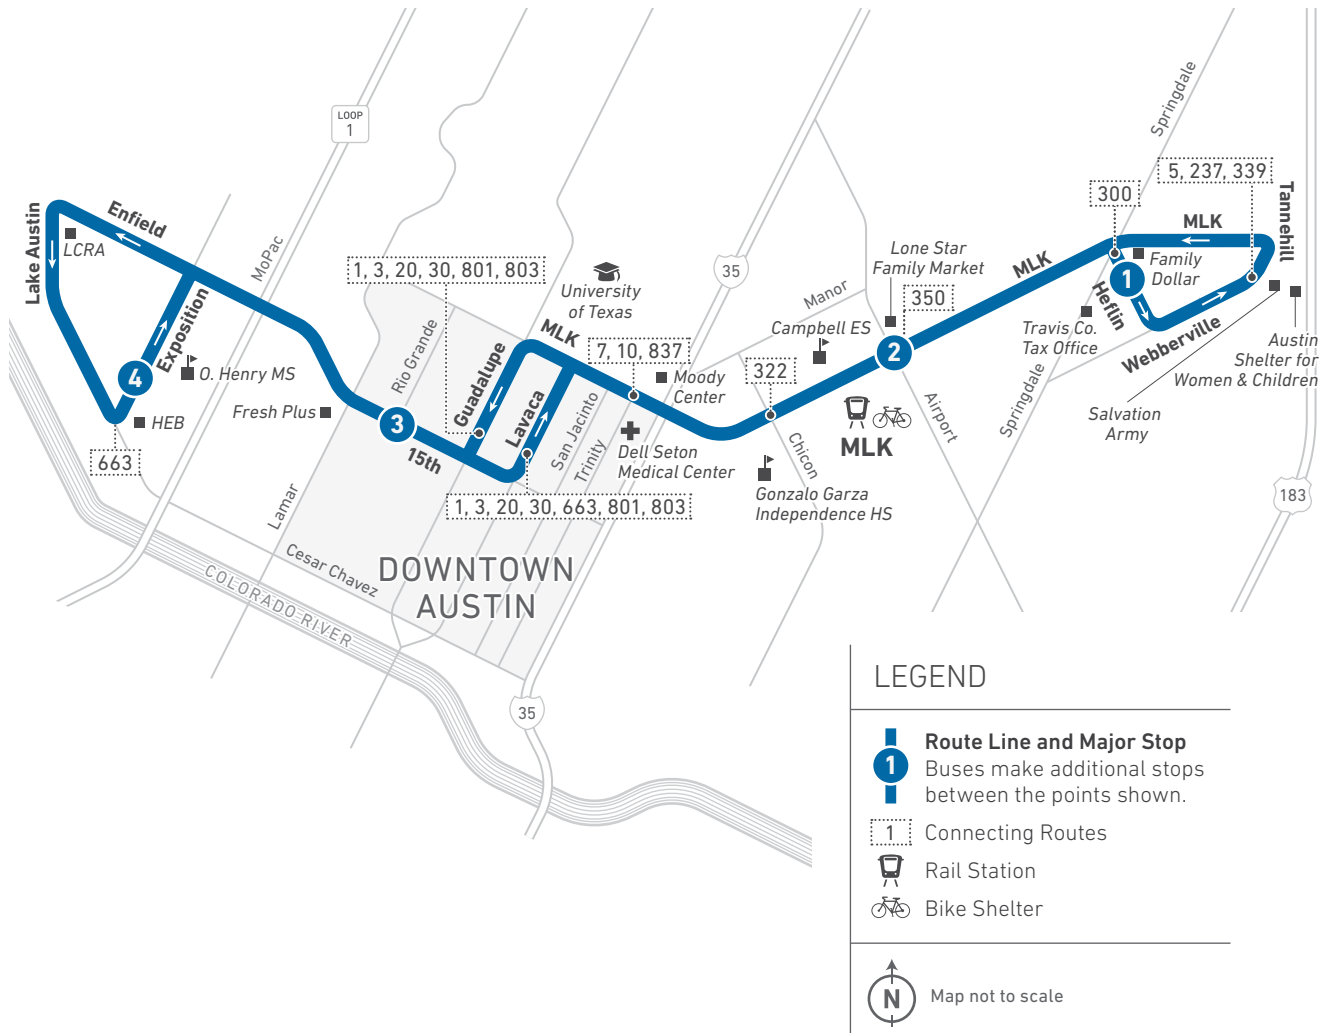 Springdale
LOOP
1
5, 237, 339
300
Tannehill
MLK
Enfield
Lake Austin
LCRA
MoPac
1, 3, 20, 30, 801, 803
University
of Texas
35
Lone Star
Family Market
MLK
Family
Dollar
1
Manor
350
Heftin
Exposition
Rio Grande
Guadalupe
MLK
Campbell ES
Travis Co.
Tax Office
Webberville
Austin
Shelter for
Women & Children
7, 10, 837
2
4
O. Henry MS
Moody
Center
322
Fresh Plus
3
Lavaca
San Jacinto
Trinity
Airport
Springdale
Salvation
Army
HEB
663
15th
Dell Seton
Medical Center
Chicon
MLK
Gonzalo Garza
Independence HS
183
Lamar
1, 3, 20, 30, 663, 801, 803
Cesar Chavez
DOWNTOWN
AUSTIN
COLORADO RIVER
35
LEGEND
1
Route Line and Major Stop
Buses make additional stops
between the points shown.
1
Connecting Routes
Rail Station
Bike Shelter
N
Map not to scale